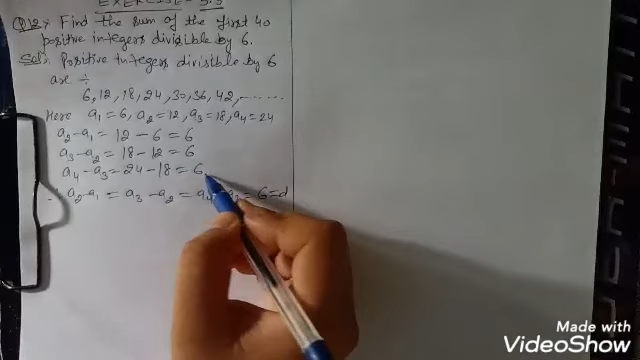 EXERCISE - 5.3
Q12. Find the sum of the first 40
positive integers divisible by 6.
Sol: Positive integers divisible by 6
are ÷
6, 12, 18, 24, 30, 36, 42, .......
Here a₁ = 6, a₂ = 12, a₃ = 18, a₄ = 24
a₂ - a₁ = 12 - 6 = 6
a₃ - a₂ = 18 - 12 = 6
a₄ - a₃ = 24 - 18 = 6
a₂ - a₁ = a₃ - a₂ = a₄ - a₃ = 6 = d
Made with
VideoShow